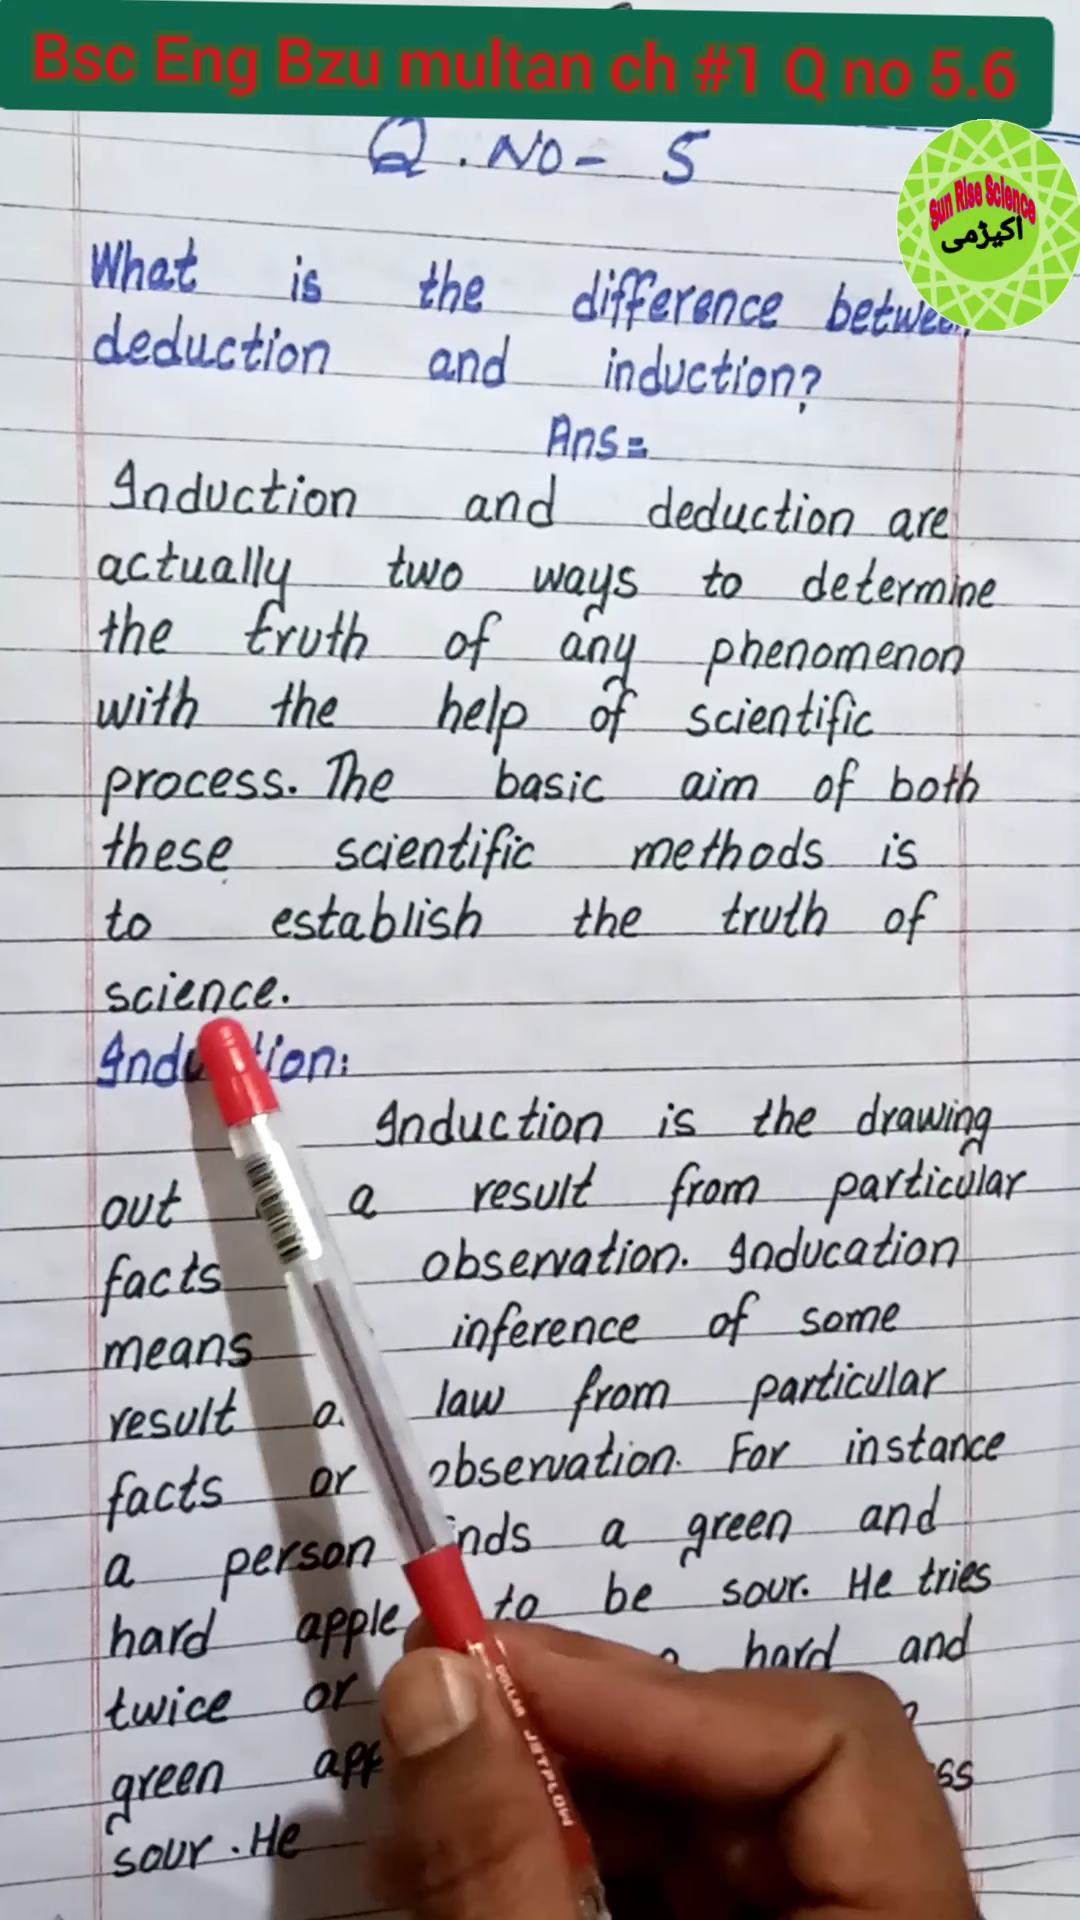 Bsc Eng Bzu multan ch #1 Q no 5.6
Q. No - 5
Sun Rise Science
اکیڈمی
What is the difference between
deduction and induction?
Ans=
Induction and deduction are
actually two ways to determine
the truth of any phenomenon
with the help of scientific
process. The basic aim of both
these scientific methods is
to establish the truth of
science.
Induction:
Induction is the drawing
out a result from particular
facts observation. Inducation
means inference of some
result law from particular
facts or observation. For instance
a person a green and
hard apple to be sour. He tries
twice or hard and
green
sour. He